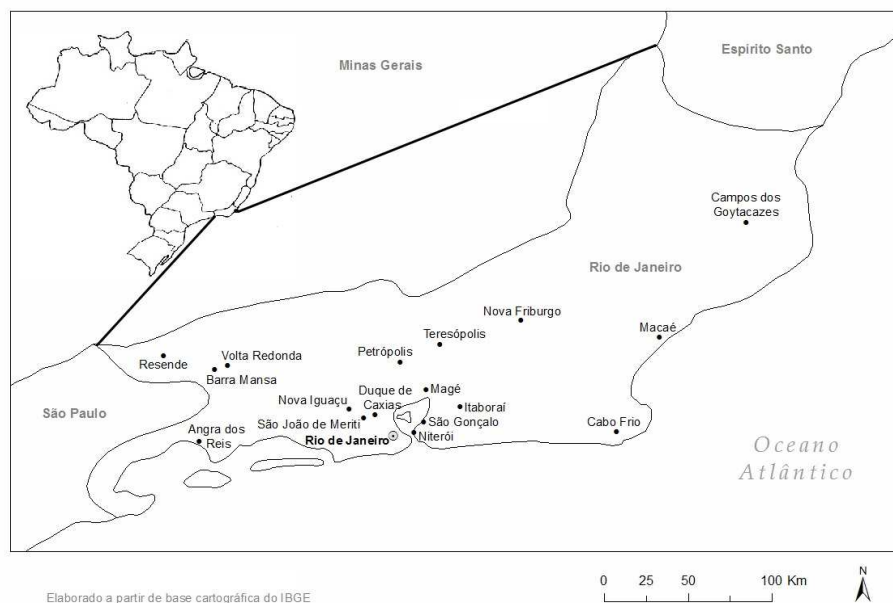 Minas Gerais
Espírito Santo
Campos dos
Goytacazes
Rio de Janeiro
Nova Friburgo
Macaé
Teresópolis
Petrópolis
Resende
Volta Redonda
Barra Mansa
Magé
Duque de
Caxias
Nova Iguaçu
Itaboraí
São Paulo
São João de Meriti
São Gonçalo
Cabo Frio
Angra dos
Reis
Rio de Janeiro
Niterói
Oceano
Atlântico
N
0 25 50 100 Km
Elaborado a partir de base cartográfica do IBGE